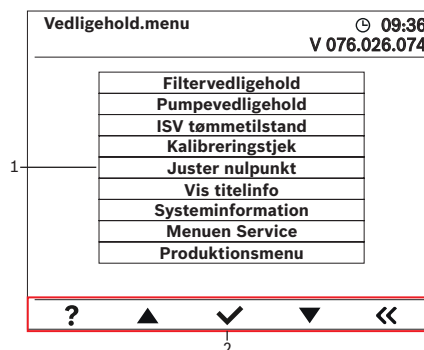 Vedligehold.menu
09:36
V 076.026.074
Filtervedligehold
Pumpevedligehold
ISV tømmetilstand
Kalibreringstjek
1
Juster nulpunkt
Vis titelinfo
Systeminformation
Menuen Service
Produktionsmenu
?
2